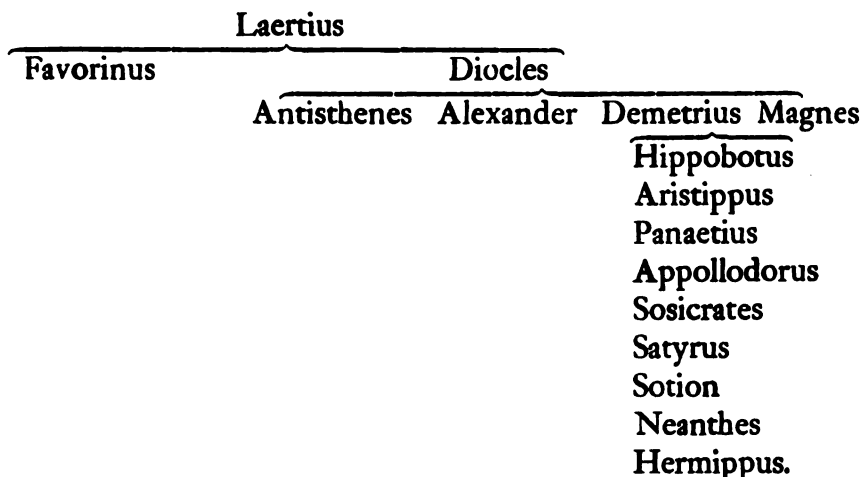 Laertius
Favorinus Diocles
Antisthenes Alexander Demetrius Magnes
Hippobotus
Aristippus
Panaetius
Appollodorus
Sosicrates
Satyrus
Sotion
Neanthes
Hermippus.